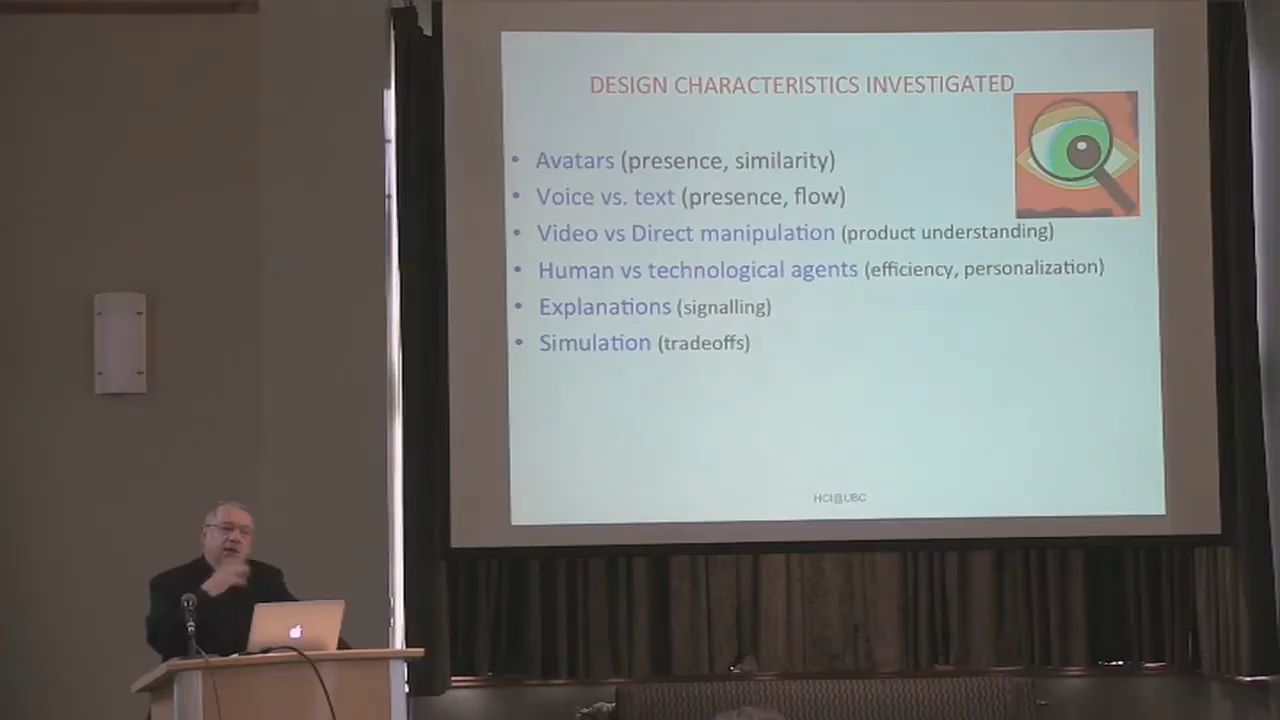 DESIGN CHARACTERISTICS INVESTIGATED
• Avatars (presence, similarity)
• Voice vs. text (presence, flow)
• Video vs Direct manipulation (product understanding)
• Human vs technological agents (efficiency, personalization)
• Explanations (signalling)
• Simulation (tradeoffs)
HCI@UBC